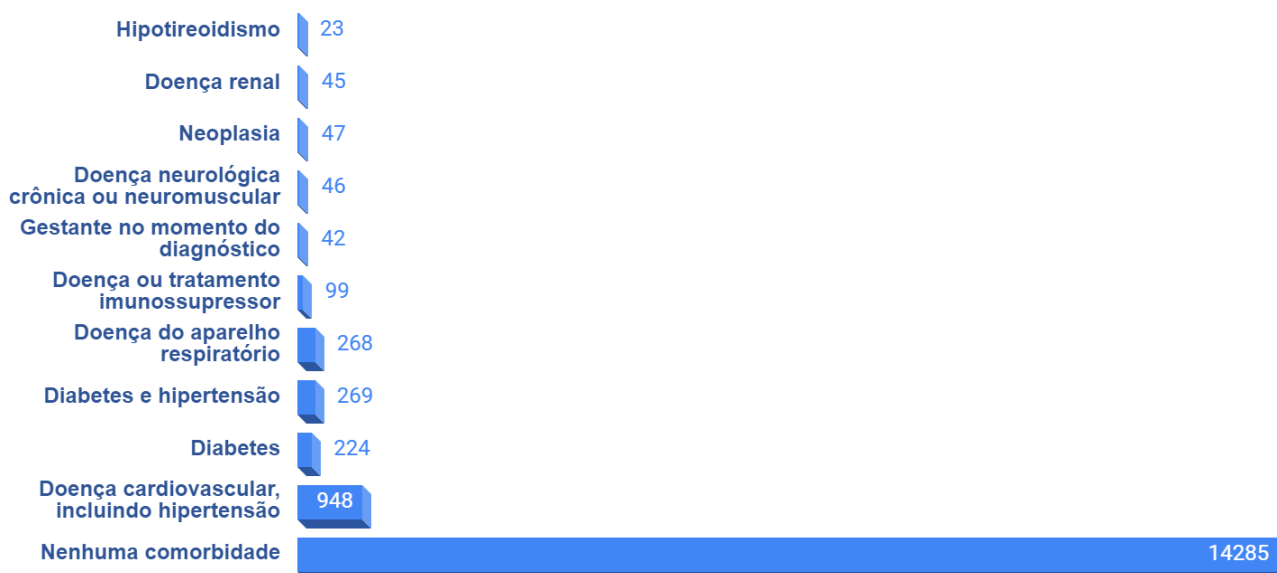 Hipotireoidismo 23
Doença renal 45
Neoplasia 47
Doença neurológica
crônica ou neuromuscular 46
Gestante no momento do
diagnóstico 42
Doença ou tratamento
imunossupressor 99
Doença do aparelho
respiratório 268
Diabetes e hipertensão 269
Diabetes 224
Doença cardiovascular,
incluindo hipertensão 948
Nenhuma comorbidade 14285